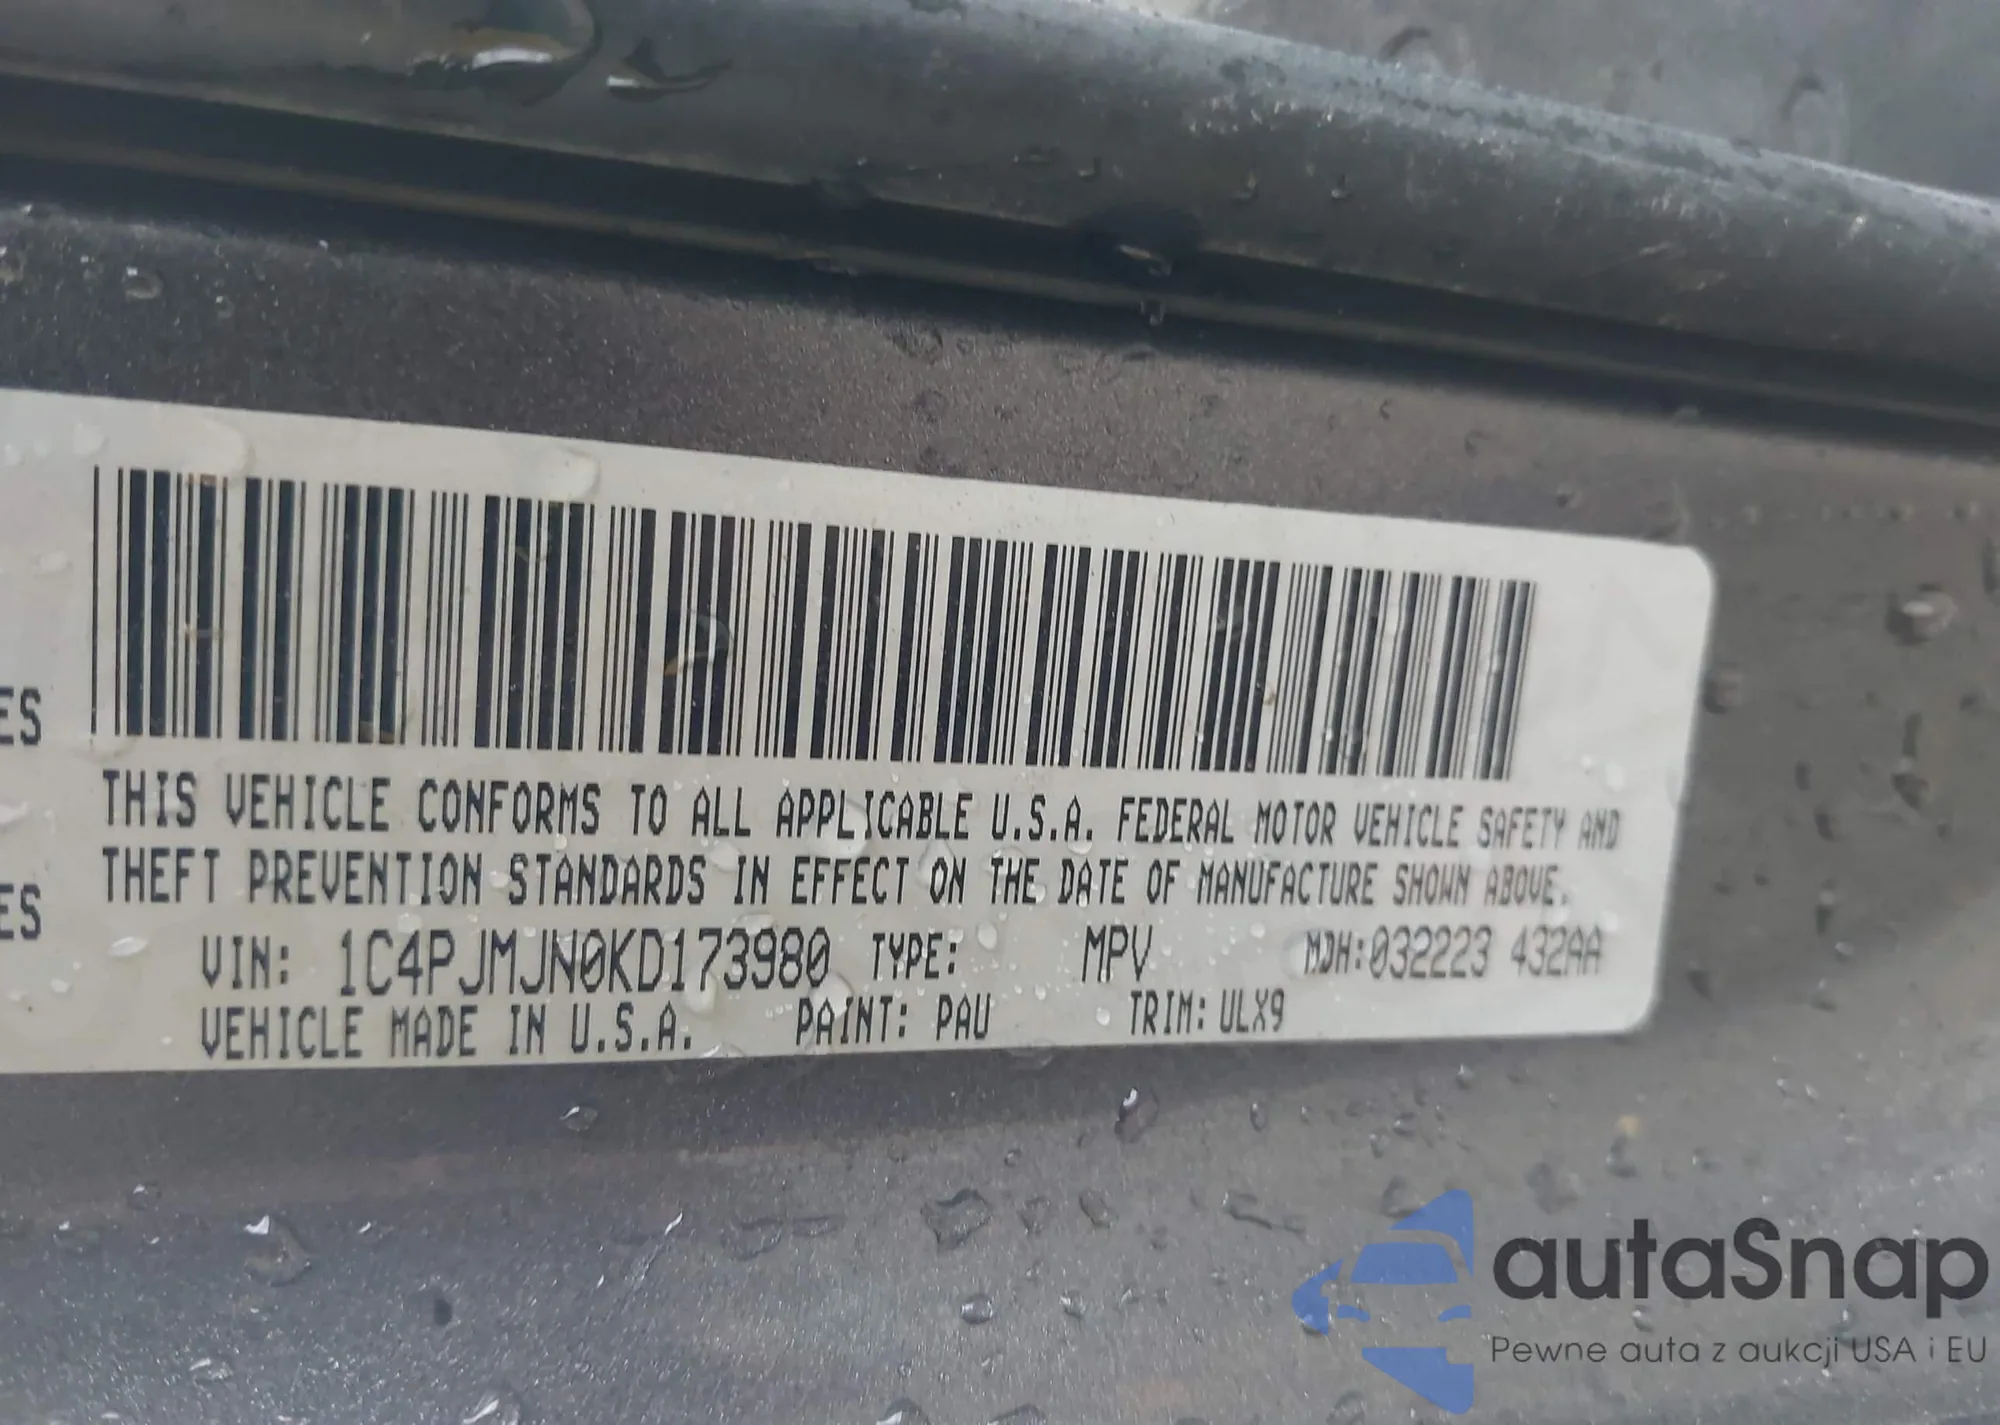 ES
THIS VEHICLE CONFORMS TO ALL APPLICABLE U.S.A. FEDERAL MOTOR VEHICLE SAFETY AND
THEFT PREVENTION STANDARDS IN EFFECT ON THE DATE OF MANUFACTURE SHOWN ABOVE.
ES
VIN: 1C4PJMJN0KD173980 TYPE: MPV MDH:032223 432AA
VEHICLE MADE IN U.S.A. PAINT: PAU TRIM: ULX9
autaSnap
Pewne auta z aukcji USA i EU